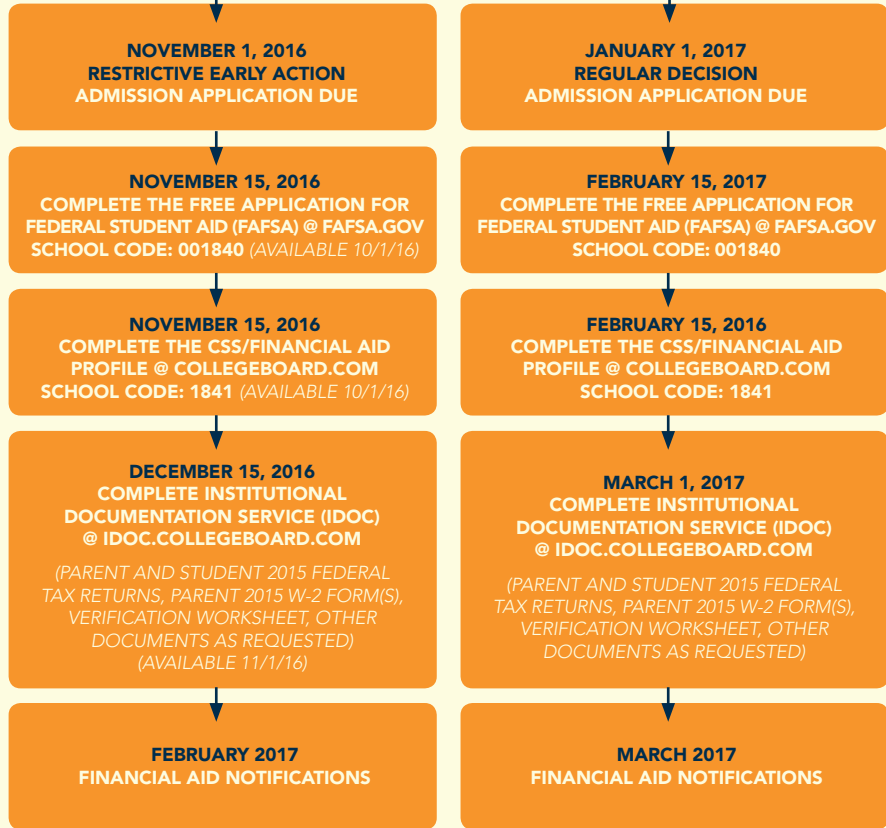 NOVEMBER 1, 2016
RESTRICTIVE EARLY ACTION
ADMISSION APPLICATION DUE
NOVEMBER 15, 2016
COMPLETE THE FREE APPLICATION FOR
FEDERAL STUDENT AID (FAFSA) @ FAFSA.GOV
SCHOOL CODE: 001840 (AVAILABLE 10/1/16)
NOVEMBER 15, 2016
COMPLETE THE CSS/FINANCIAL AID
PROFILE @ COLLEGEBOARD.COM
SCHOOL CODE: 1841 (AVAILABLE 10/1/16)
DECEMBER 15, 2016
COMPLETE INSTITUTIONAL
DOCUMENTATION SERVICE (IDOC)
@ IDOC.COLLEGEBOARD.COM
(PARENT AND STUDENT 2015 FEDERAL
TAX RETURNS, PARENT 2015 W-2 FORM(S),
VERIFICATION WORKSHEET, OTHER
DOCUMENTS AS REQUESTED)
(AVAILABLE 11/1/16)
FEBRUARY 2017
FINANCIAL AID NOTIFICATIONS
JANUARY 1, 2017
REGULAR DECISION
ADMISSION APPLICATION DUE
FEBRUARY 15, 2017
COMPLETE THE FREE APPLICATION FOR
FEDERAL STUDENT AID (FAFSA) @ FAFSA.GOV
SCHOOL CODE: 001840
FEBRUARY 15, 2016
COMPLETE THE CSS/FINANCIAL AID
PROFILE @ COLLEGEBOARD.COM
SCHOOL CODE: 1841
MARCH 1, 2017
COMPLETE INSTITUTIONAL
DOCUMENTATION SERVICE (IDOC)
@ IDOC.COLLEGEBOARD.COM
(PARENT AND STUDENT 2015 FEDERAL
TAX RETURNS, PARENT 2015 W-2 FORM(S),
VERIFICATION WORKSHEET, OTHER
DOCUMENTS AS REQUESTED)
MARCH 2017
FINANCIAL AID NOTIFICATIONS